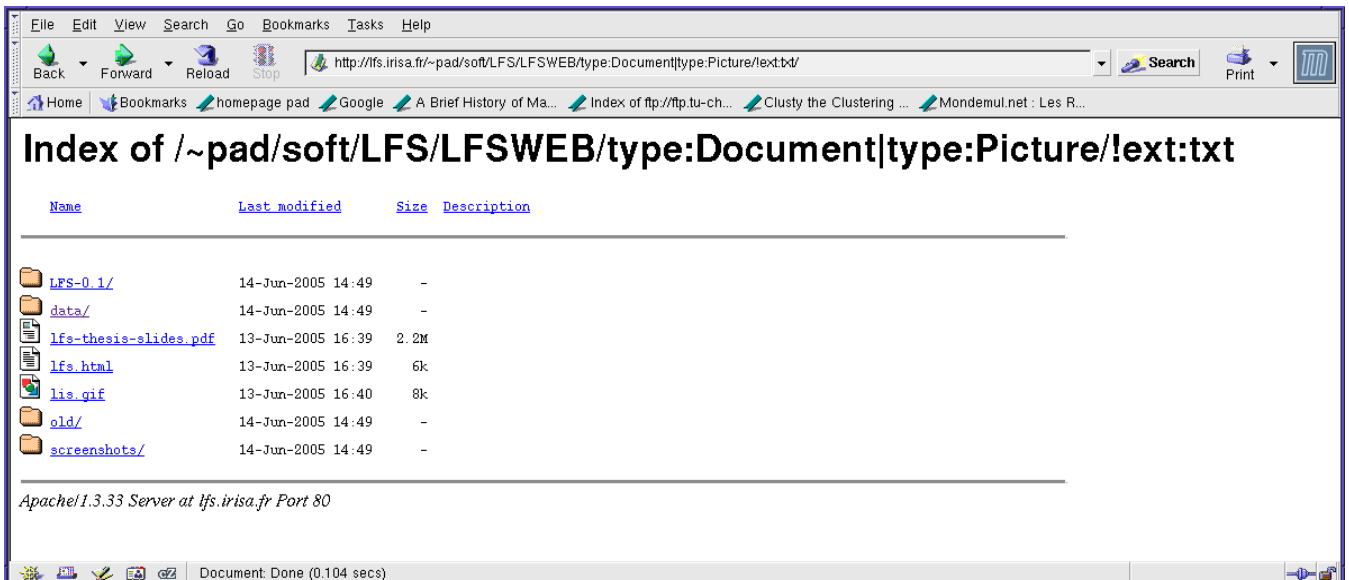 File Edit View Search Go Bookmarks Tasks Help
Back Forward Reload Stop http://lfs.irisa.fr/~pad/soft/LFS/LFSWEB/type:Document|type:Picture/!ext:txt/ Search Print
Home Bookmarks homepage pad Google A Brief History of Ma... Index of ftp://ftp.tu-ch... Clusty the Clustering ... Mondemul.net : Les R...
Index of /~pad/soft/LFS/LFSWEB/type:Document|type:Picture/!ext:txt
Name Last modified Size Description
LFS-0.1/ 14-Jun-2005 14:49 -
data/ 14-Jun-2005 14:49 -
lfs-thesis-slides.pdf 13-Jun-2005 16:39 2.2M
lfs.html 13-Jun-2005 16:39 6k
lis.gif 13-Jun-2005 16:40 8k
old/ 14-Jun-2005 14:49 -
screenshots/ 14-Jun-2005 14:49 -
Apache/1.3.33 Server at lfs.irisa.fr Port 80
Document: Done (0.104 secs)